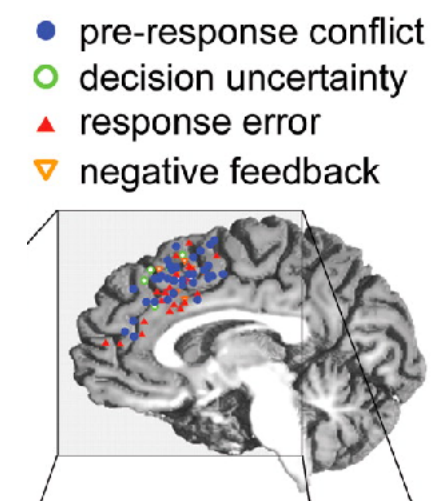 pre-response conflict
decision uncertainty
response error
negative feedback